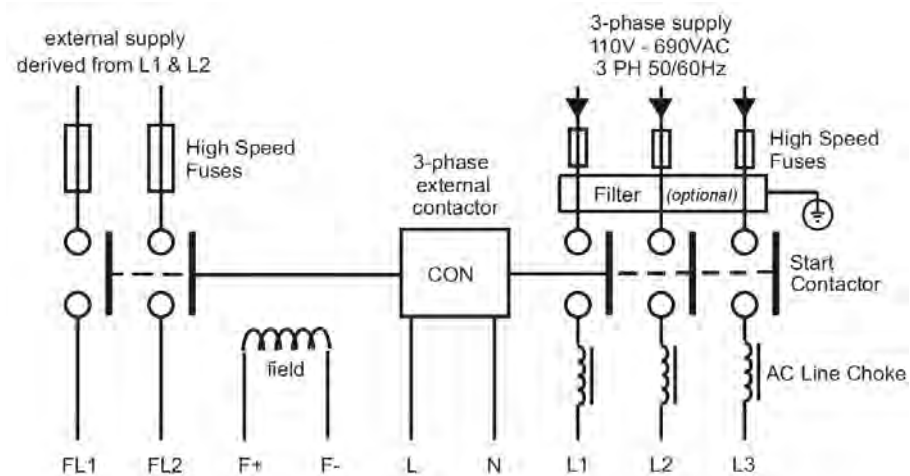 external supply
derived from L1 & L2
3-phase supply
110V - 690VAC
3 PH 50/60Hz
High Speed
Fuses
3-phase
external
contactor
High Speed
Fuses
Filter (optional)
CON
Start
Contactor
field
AC Line Choke
FL1 FL2 F+ F- L N L1 L2 L3